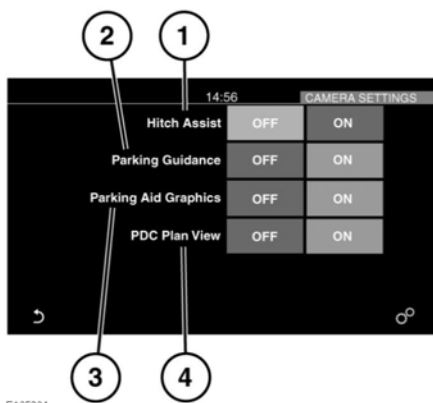 2 1
14:56 CAMERA SETTINGS
Hitch Assist OFF ON
Parking Guidance OFF ON
Parking Aid Graphics OFF ON
PDC Plan View OFF ON
3 4